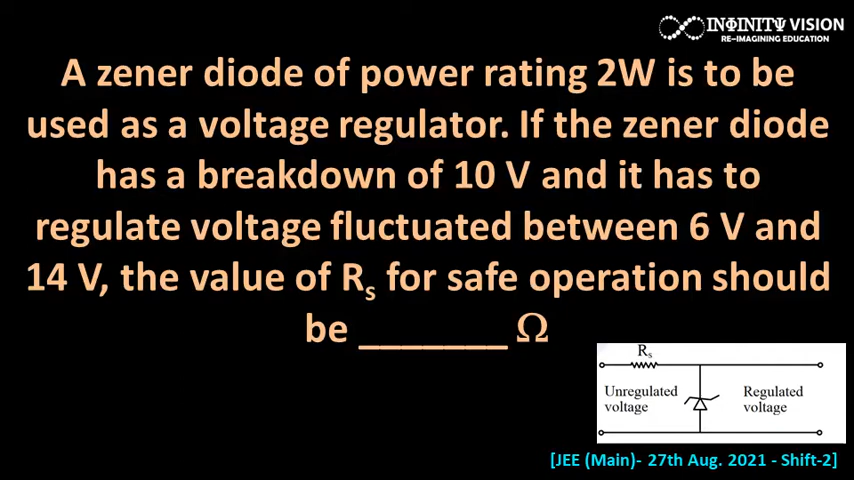 INFINITY VISION
RE-IMAGINING EDUCATION
A zener diode of power rating 2W is to be
used as a voltage regulator. If the zener diode
has a breakdown of 10 V and it has to
regulate voltage fluctuated between 6 V and
14 V, the value of Rs for safe operation should
be _______ Ω
Rs
Unregulated
voltage
Regulated
voltage
[JEE (Main)- 27th Aug. 2021 - Shift-2]